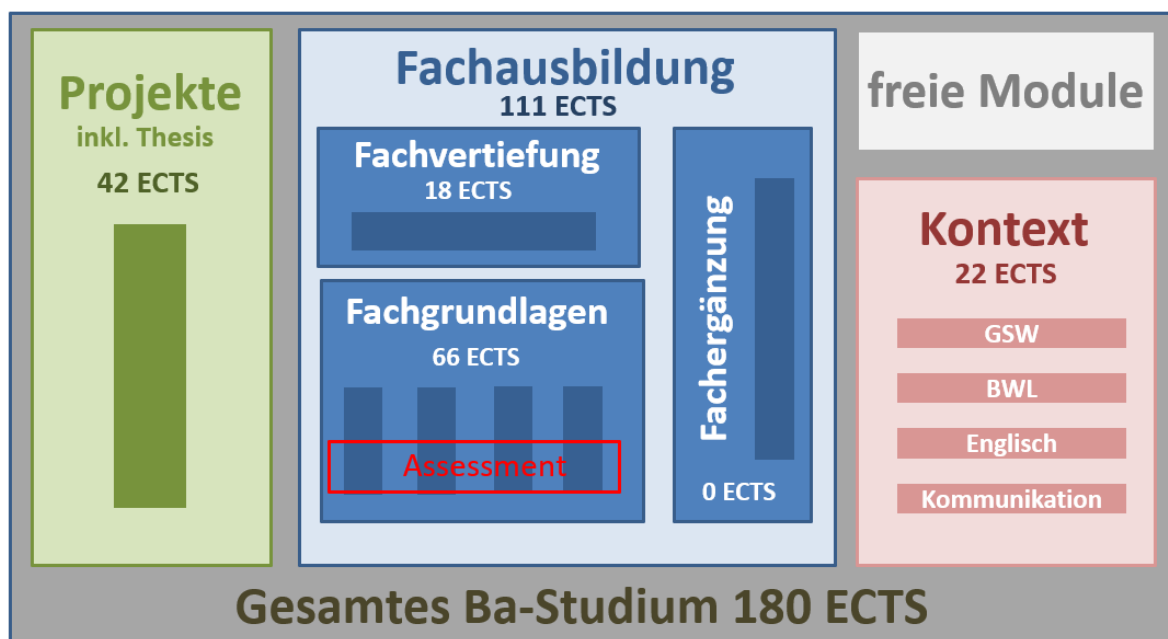 Projekte
inkl. Thesis
42 ECTS
Fachausbildung
111 ECTS
Fachvertiefung
18 ECTS
Fachgrundlagen
66 ECTS
Assessment
Fachergänzung
0 ECTS
freie Module
Kontext
22 ECTS
GSW
BWL
Englisch
Kommunikation
Gesamtes Ba-Studium 180 ECTS